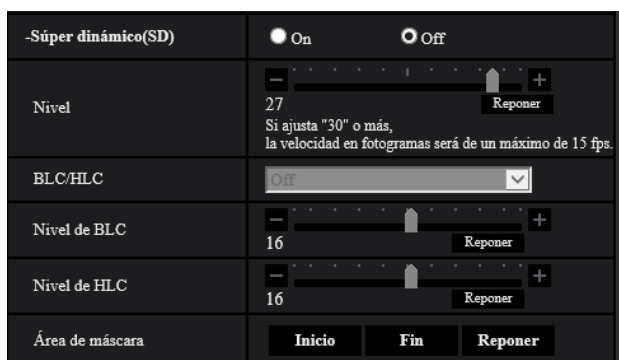 -Súper dinámico(SD)
On Off
Nivel
- +
27 Reponer
Si ajusta "30" o más,
la velocidad en fotogramas será de un máximo de 15 fps.
BLC/HLC
Off
Nivel de BLC
- +
16 Reponer
Nivel de HLC
- +
16 Reponer
Área de máscara
Inicio Fin Reponer